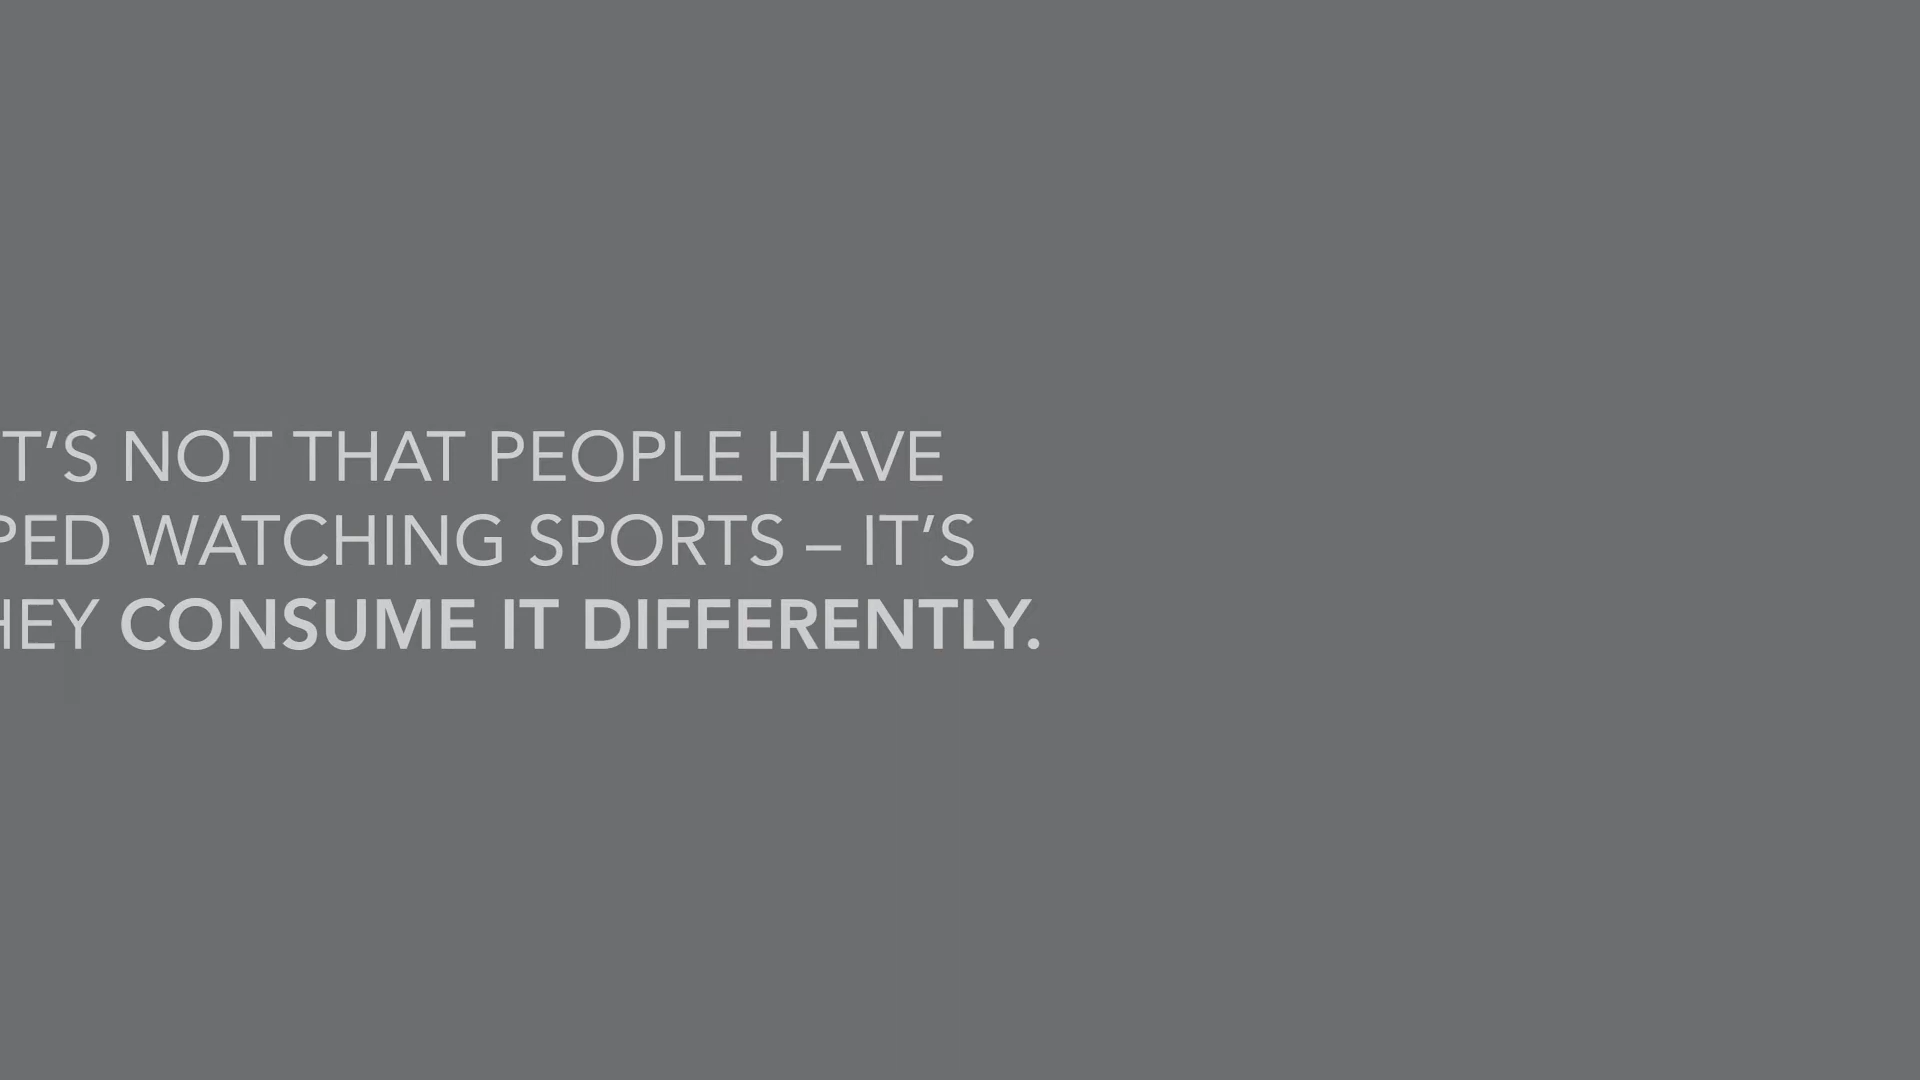 T’S NOT THAT PEOPLE HAVE
PED WATCHING SPORTS – IT’S
HEY CONSUME IT DIFFERENTLY.